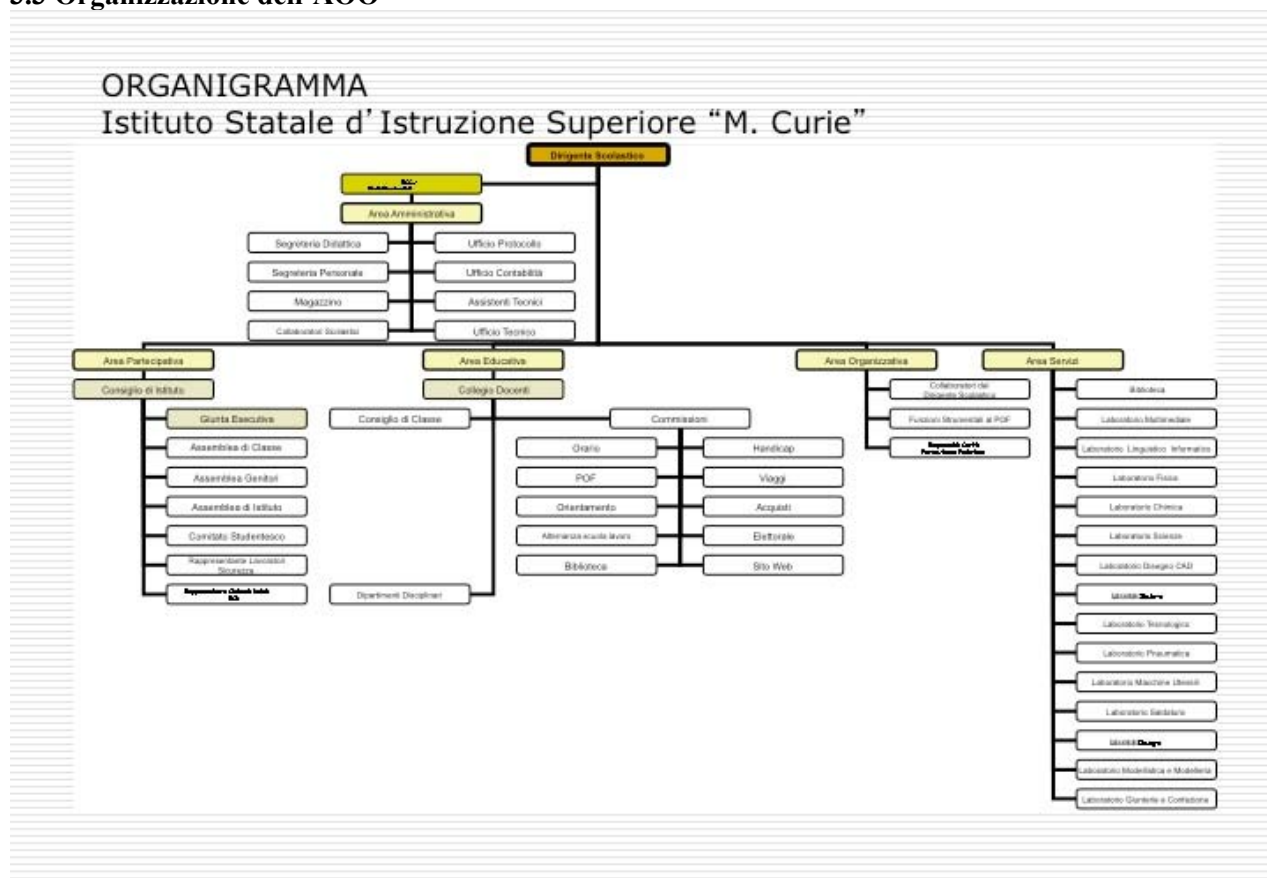 ORGANIGRAMMA
Istituto Statale d’Istruzione Superiore “M. Curie”
Dirigente Scolastico
Area Amministrativa
Segreteria Didattica
Ufficio Protocollo
Segreteria Personale
Ufficio Contabilità
Magazzino
Assistenti Tecnici
Collaboratori Scolastici
Ufficio Tecnico
Area Partecipativa
Area Educativa
Area Organizzativa
Area Servizi
Consiglio di Istituto
Collegio Docenti
Giunta Esecutiva
Assemblea di Classe
Assemblea Genitori
Assemblea di Istituto
Comitato Studentesco
Rappresentante Lavoratori
Sicurezza
Consiglio di Classe
Commissioni
Orario
Handicap
POF
Viaggi
Orientamento
Acquisti
Alternanza scuola lavoro
Elettorale
Biblioteca
Sito Web
Dipartimenti Disciplinari
Collaboratori del
Dirigente Scolastico
Funzioni Strumentali al POF
Biblioteca
Laboratorio Multimediale
Laboratorio Linguistico Informatico
Laboratorio Fisica
Laboratorio Chimica
Laboratorio Scienze
Laboratorio Disegno CAD
Laboratorio Tecnologico
Laboratorio Pneumatica
Laboratorio Macchine Utensili
Laboratorio Saldatura
Laboratorio Modellistica e Modelleria
Laboratorio Giunteria e Confezione